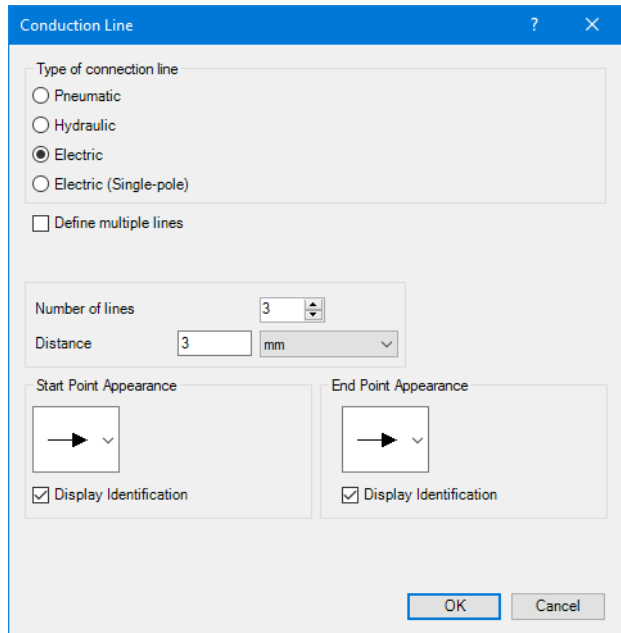 Conduction Line ?
Type of connection line
Pneumatic
Hydraulic
Electric
Electric (Single-pole)
Define multiple lines
Number of lines 3
Distance 3 mm
Start Point Appearance End Point Appearance
Display Identification Display Identification
OK Cancel